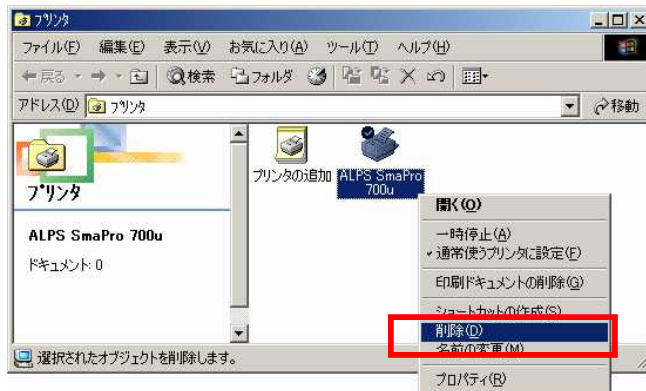 プリンタ
ファイル(F) 編集(E) 表示(V) お気に入り(A) ツール(T) ヘルプ(H)
戻る 検索 フォルダ
アドレス(D) プリンタ 移動
プリンタ
ALPS SmaPro 700u
ドキュメント: 0
プリンタの追加
ALPS SmaPro
700u
開く(O)
一時停止(A)
通常使うプリンタに設定(F)
印刷ドキュメントの削除(G)
ショートカットの作成(S)
削除(D)
名前の変更(M)
プロパティ(R)
選択されたオブジェクトを削除します。